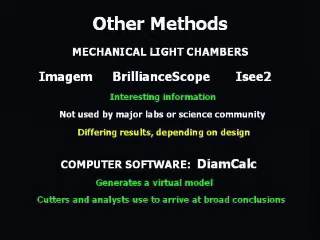 Other Methods
MECHANICAL LIGHT CHAMBERS
Imagem BrillianceScope Isee2
Interesting information
Not used by major labs or science community
Differing results, depending on design
COMPUTER SOFTWARE: DiamCalc
Generates a virtual model
Cutters and analysts use to arrive at broad conclusions